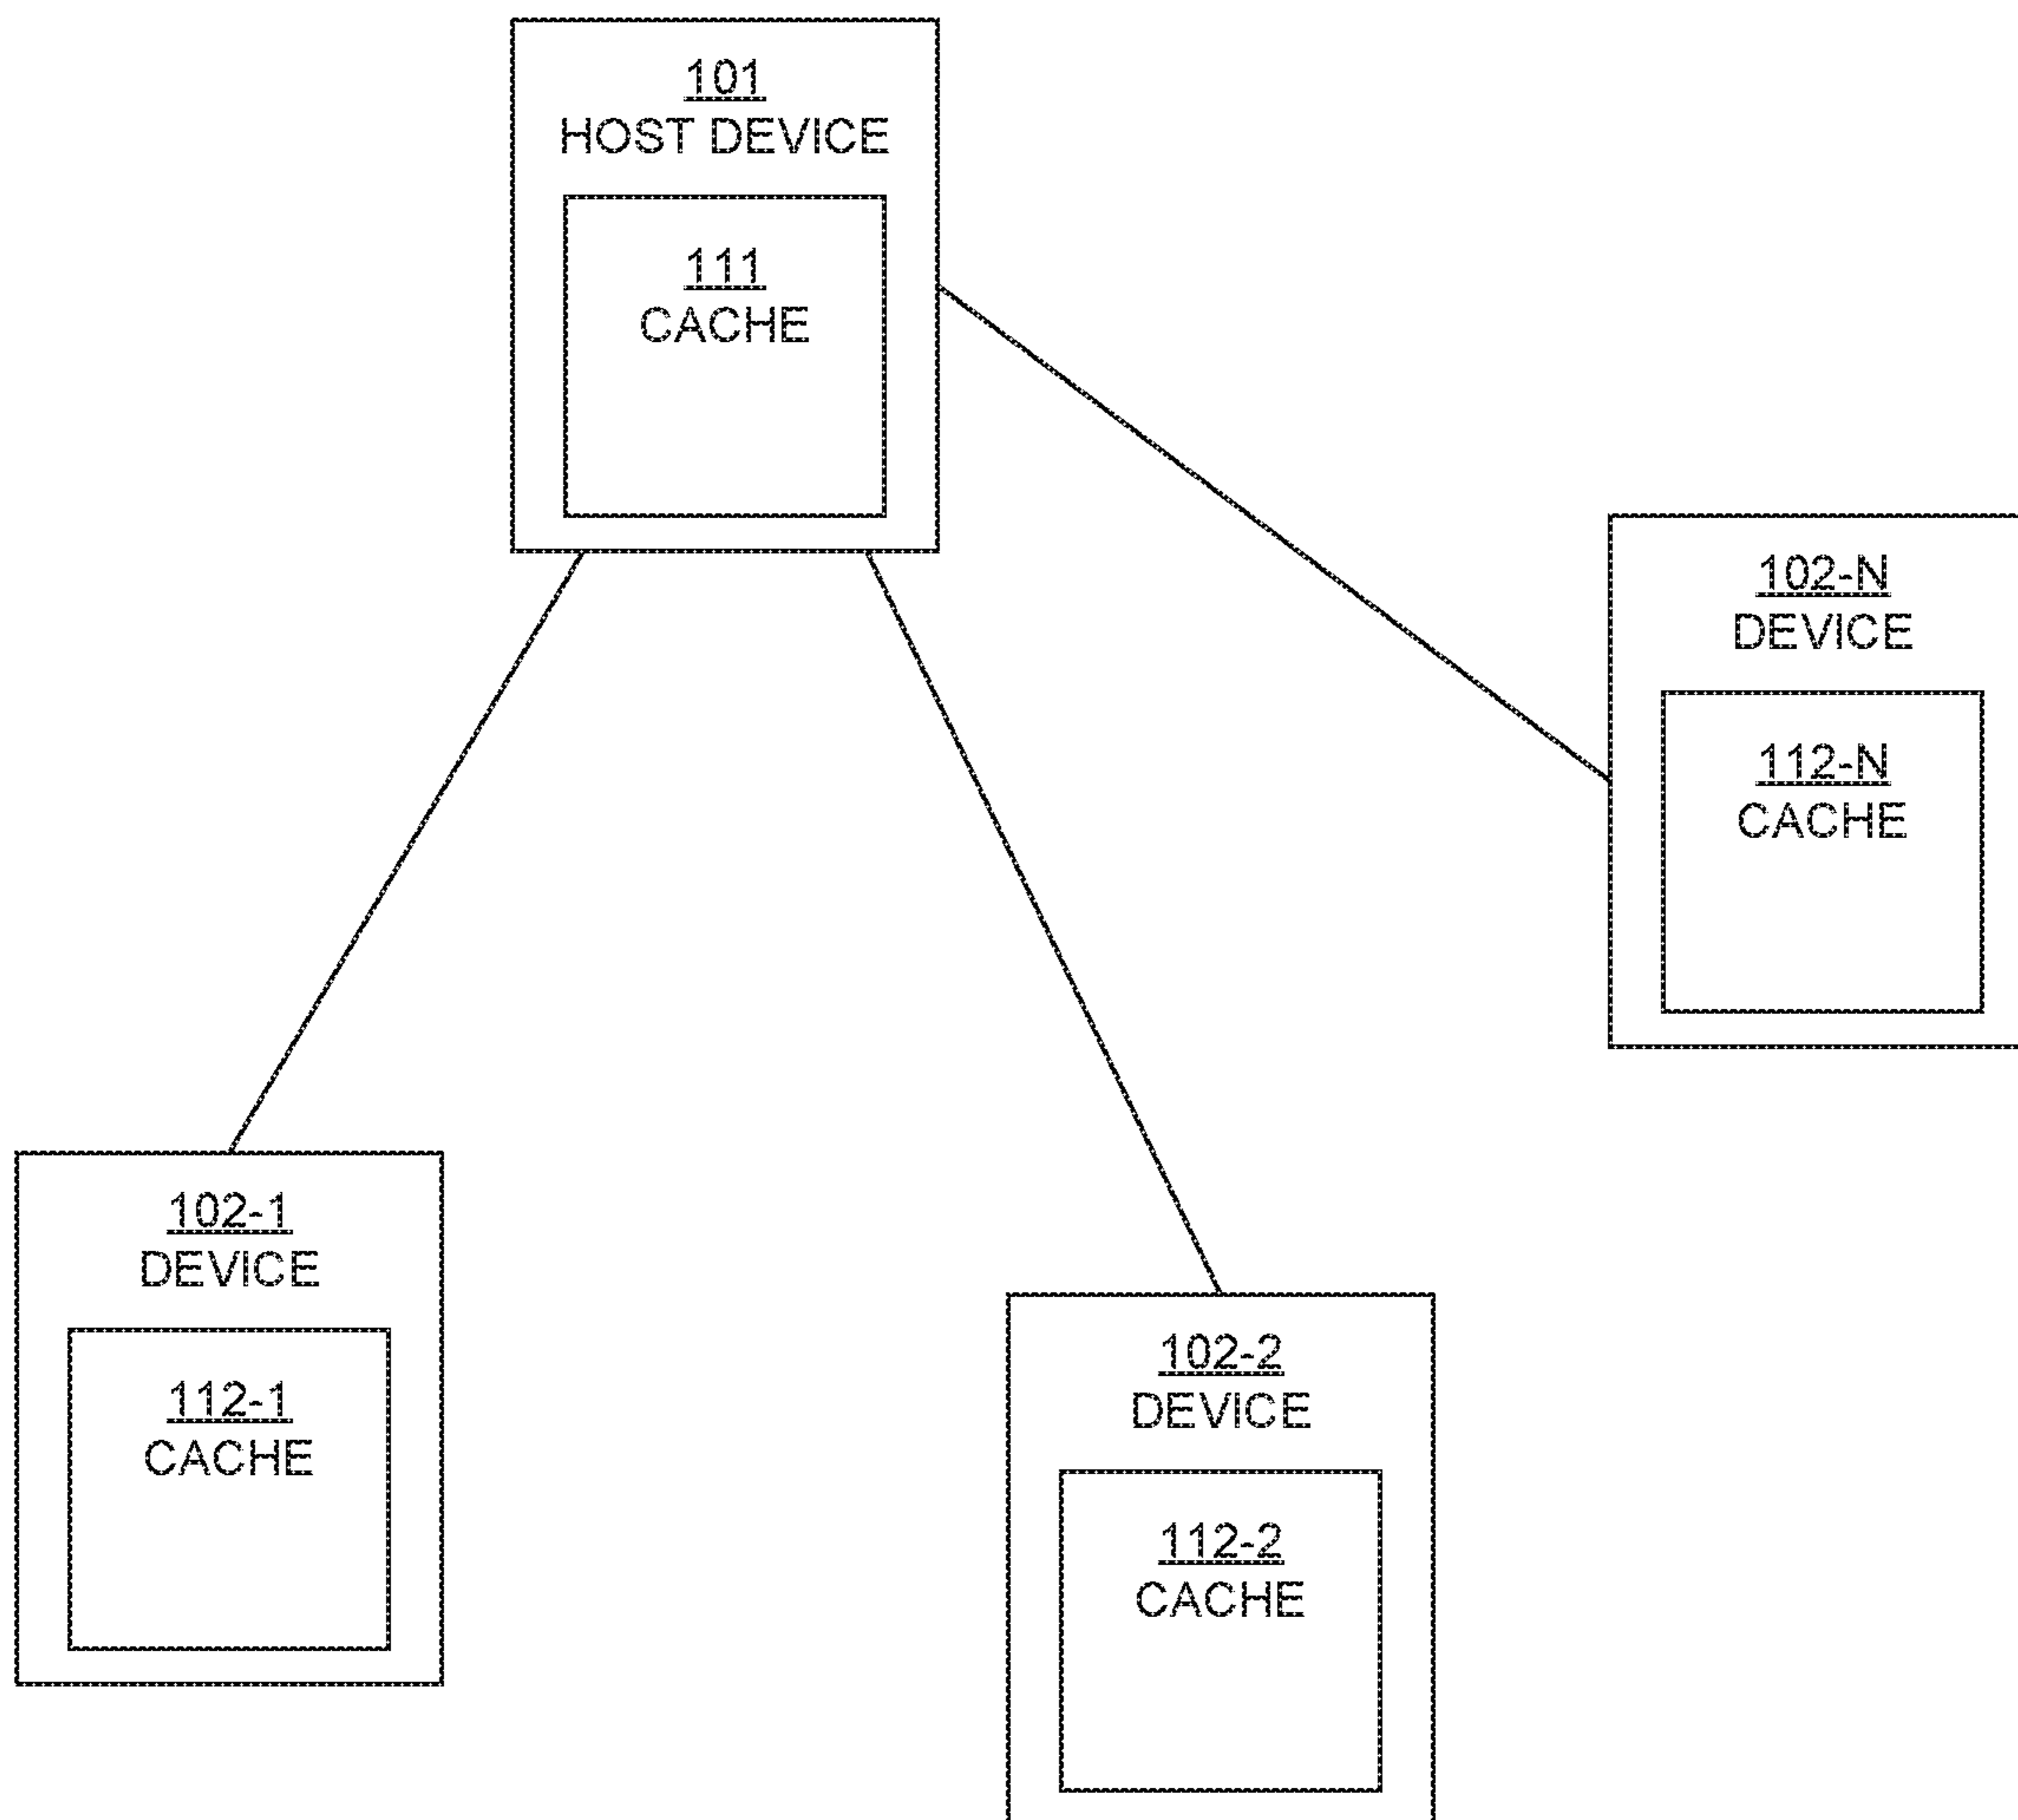 101
HOST DEVICE
111
CACHE
102-N
DEVICE
112-N
CACHE
102-1
DEVICE
112-1
CACHE
102-2
DEVICE
112-2
CACHE